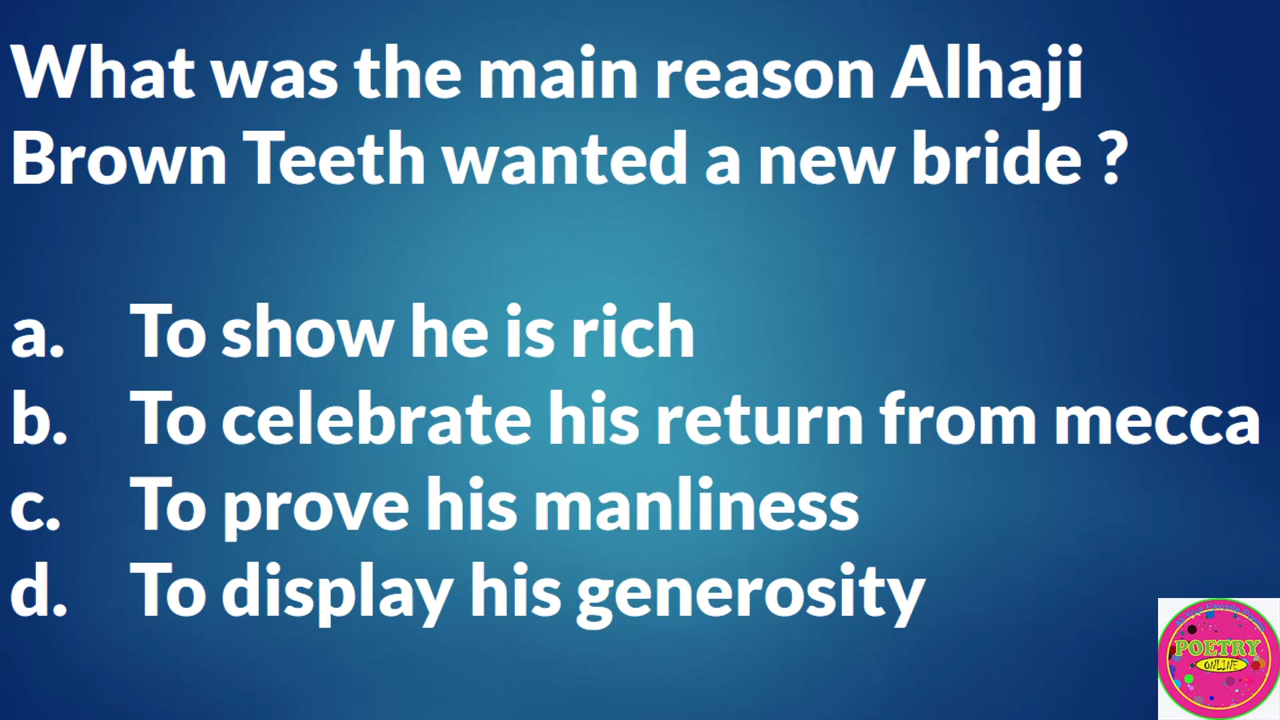 What was the main reason Alhaji
Brown Teeth wanted a new bride ?
a. To show he is rich
b. To celebrate his return from mecca
c. To prove his manliness
d. To display his generosity
POETRY
ONLINE